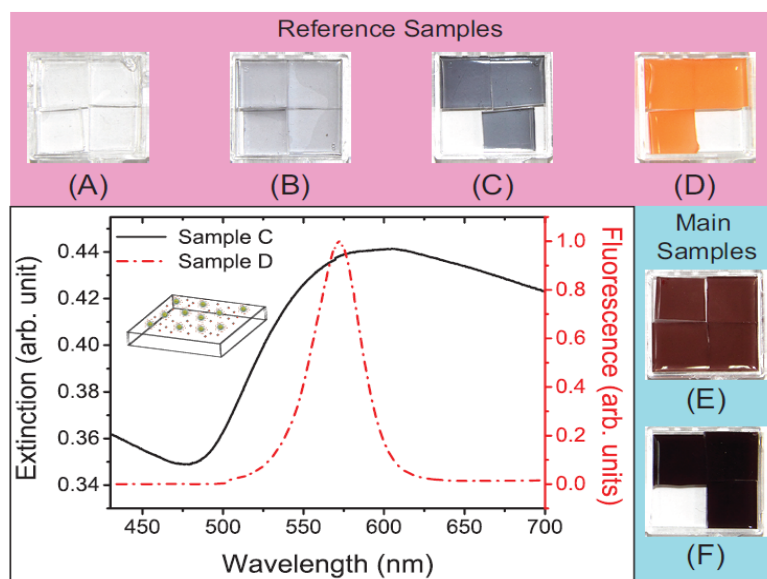 Reference Samples
(A)
(B)
(C)
(D)
Main
Samples
(E)
(F)
Sample C
Sample D
Extinction (arb. unit)
0.44
0.42
0.40
0.38
0.36
0.34
Fluorescence (arb. units)
1.0
0.8
0.6
0.4
0.2
0.0
450 500 550 600 650 700
Wavelength (nm)